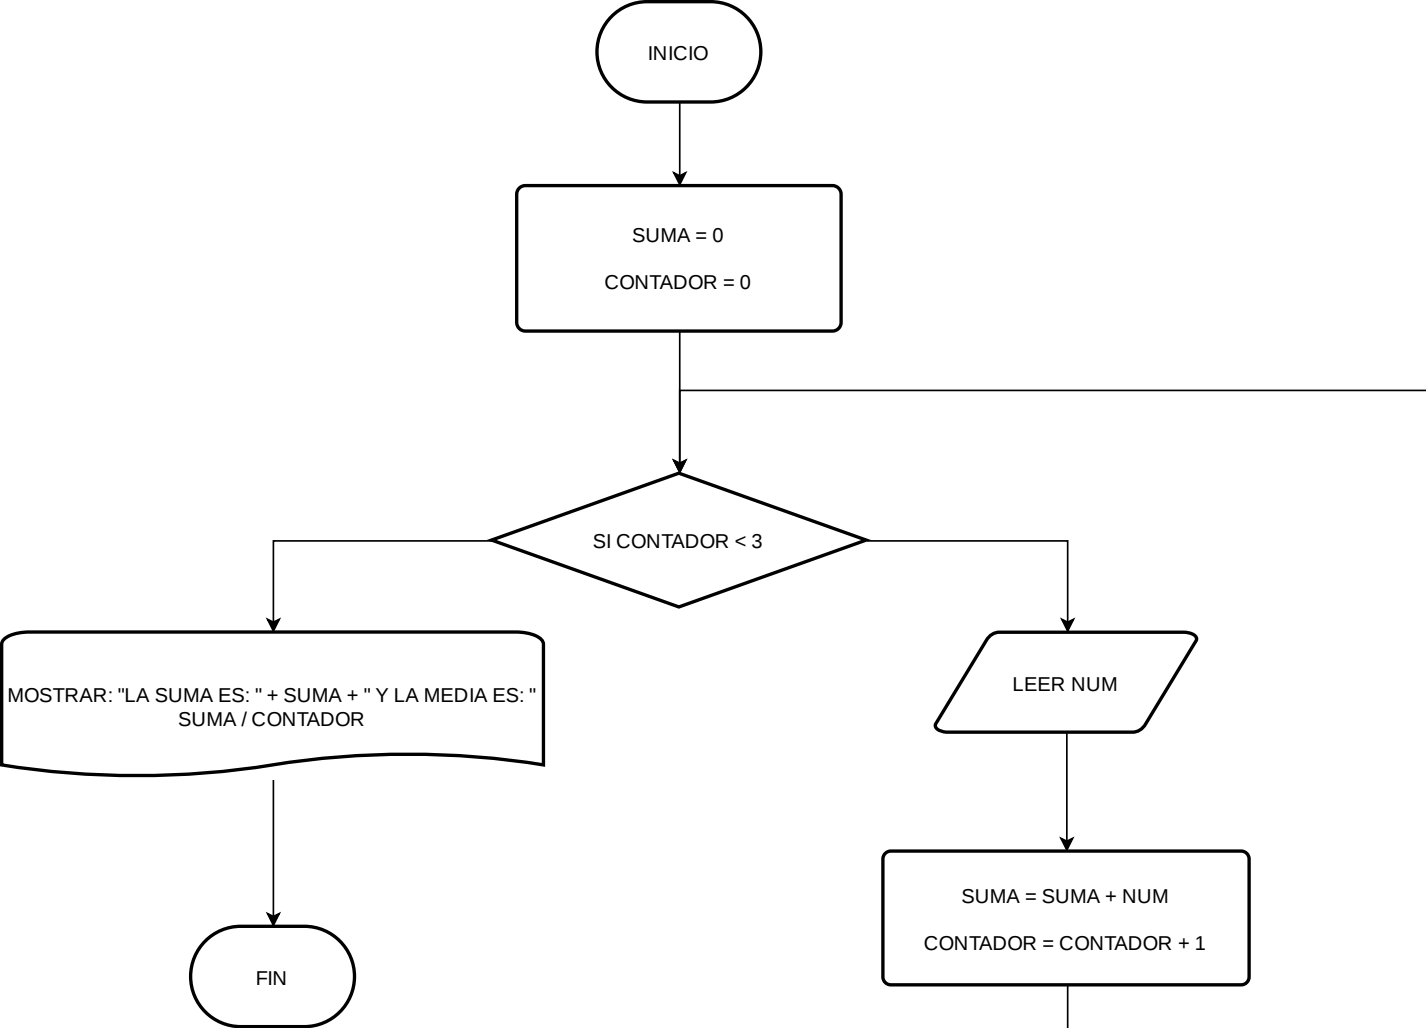 INICIO
SUMA = 0
CONTADOR = 0
SI CONTADOR < 3
MOSTRAR: "LA SUMA ES: " + SUMA + " Y LA MEDIA ES: "
SUMA / CONTADOR
LEER NUM
SUMA = SUMA + NUM
CONTADOR = CONTADOR + 1
FIN